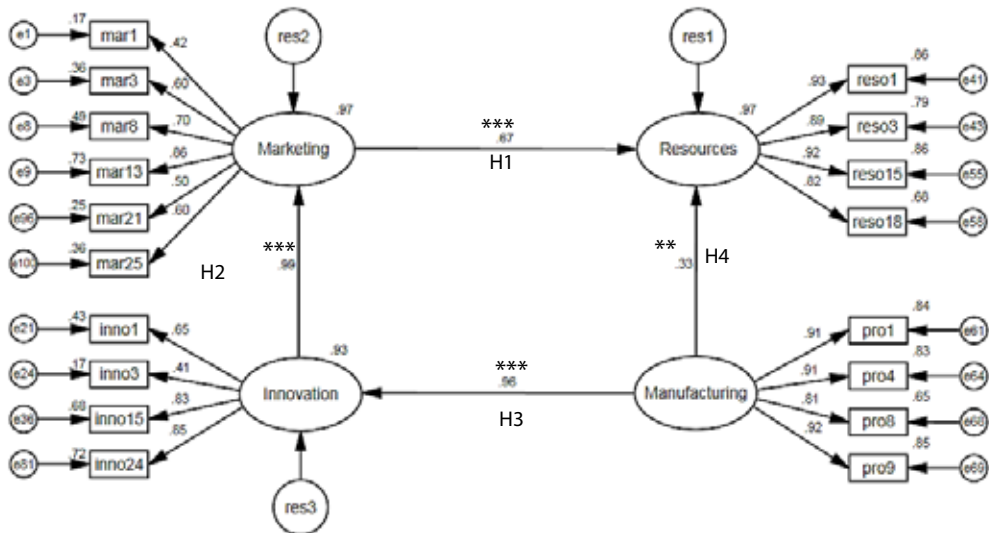 .17
e1
mar1
.42
.36
e3
mar3
.60
.49
e8
mar8
.70
.73
e9
mar13
.86
.25
e96
mar21
.50
.36
mar25
.60
res2
.97
Marketing
***
.67
H1
res1
.97
Resources
.86
.93
reso1
e41
.79
.89
reso3
e43
.86
.92
reso15
e55
.68
.82
reso18
e58
H2
***
.99
**
.33
H4
.43
e21
inno1
.65
.17
e24
inno3
.41
.68
e36
inno15
.83
.72
inno24
.93
Innovation
res3
***
.96
H3
Manufacturing
.84
.91
pro1
e61
.83
.91
pro4
e64
.65
.81
pro8
e68
.85
.92
pro9
e69